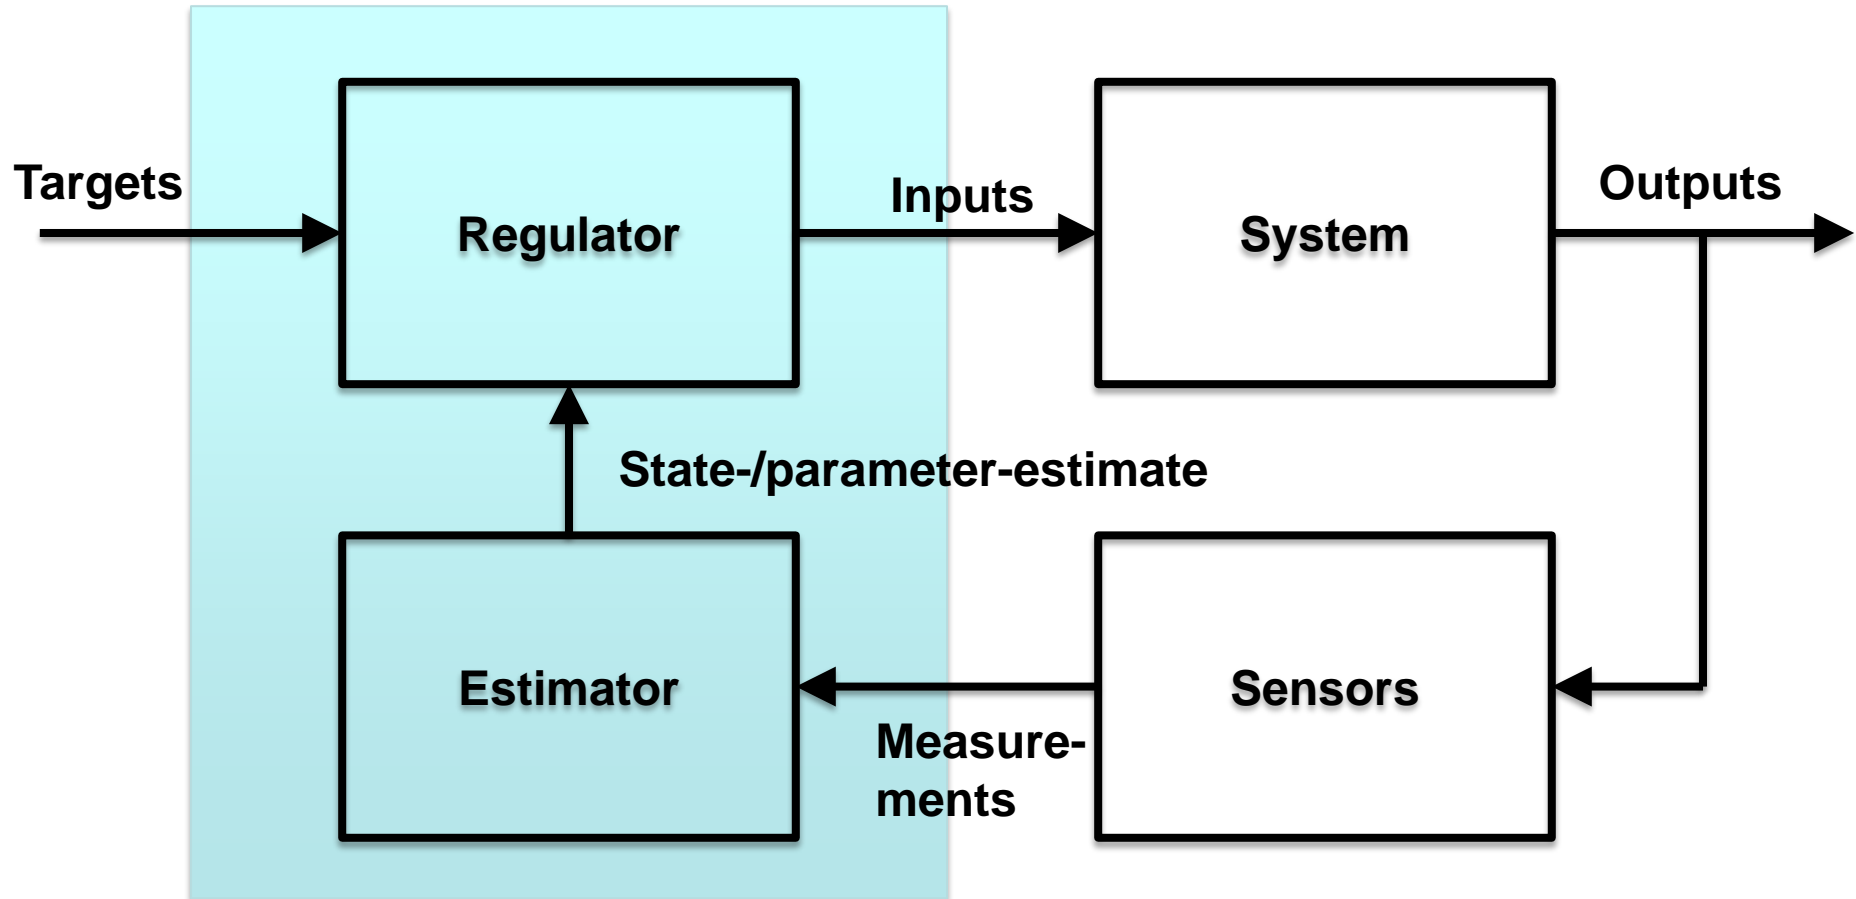 Targets
Regulator
Inputs
System
Outputs
State-/parameter-estimate
Estimator
Measure-
ments
Sensors